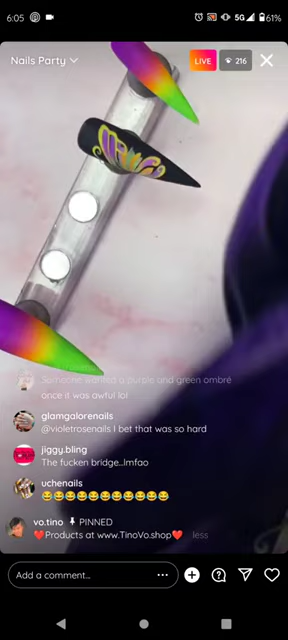 6:05
5G 61%
Nails Party LIVE 216
Someone wanted a purple and green ombré
once it was awful lol
glamgalorenails
@violetrosenails I bet that was so hard
jiggy.bling
The fucken bridge...lmfao
uchenails
😂😂😂😂😂😂😂😂😂😂😂
vo.tino PINNED
❤️Products at www.TinoVo.shop❤️ less
Add a comment...